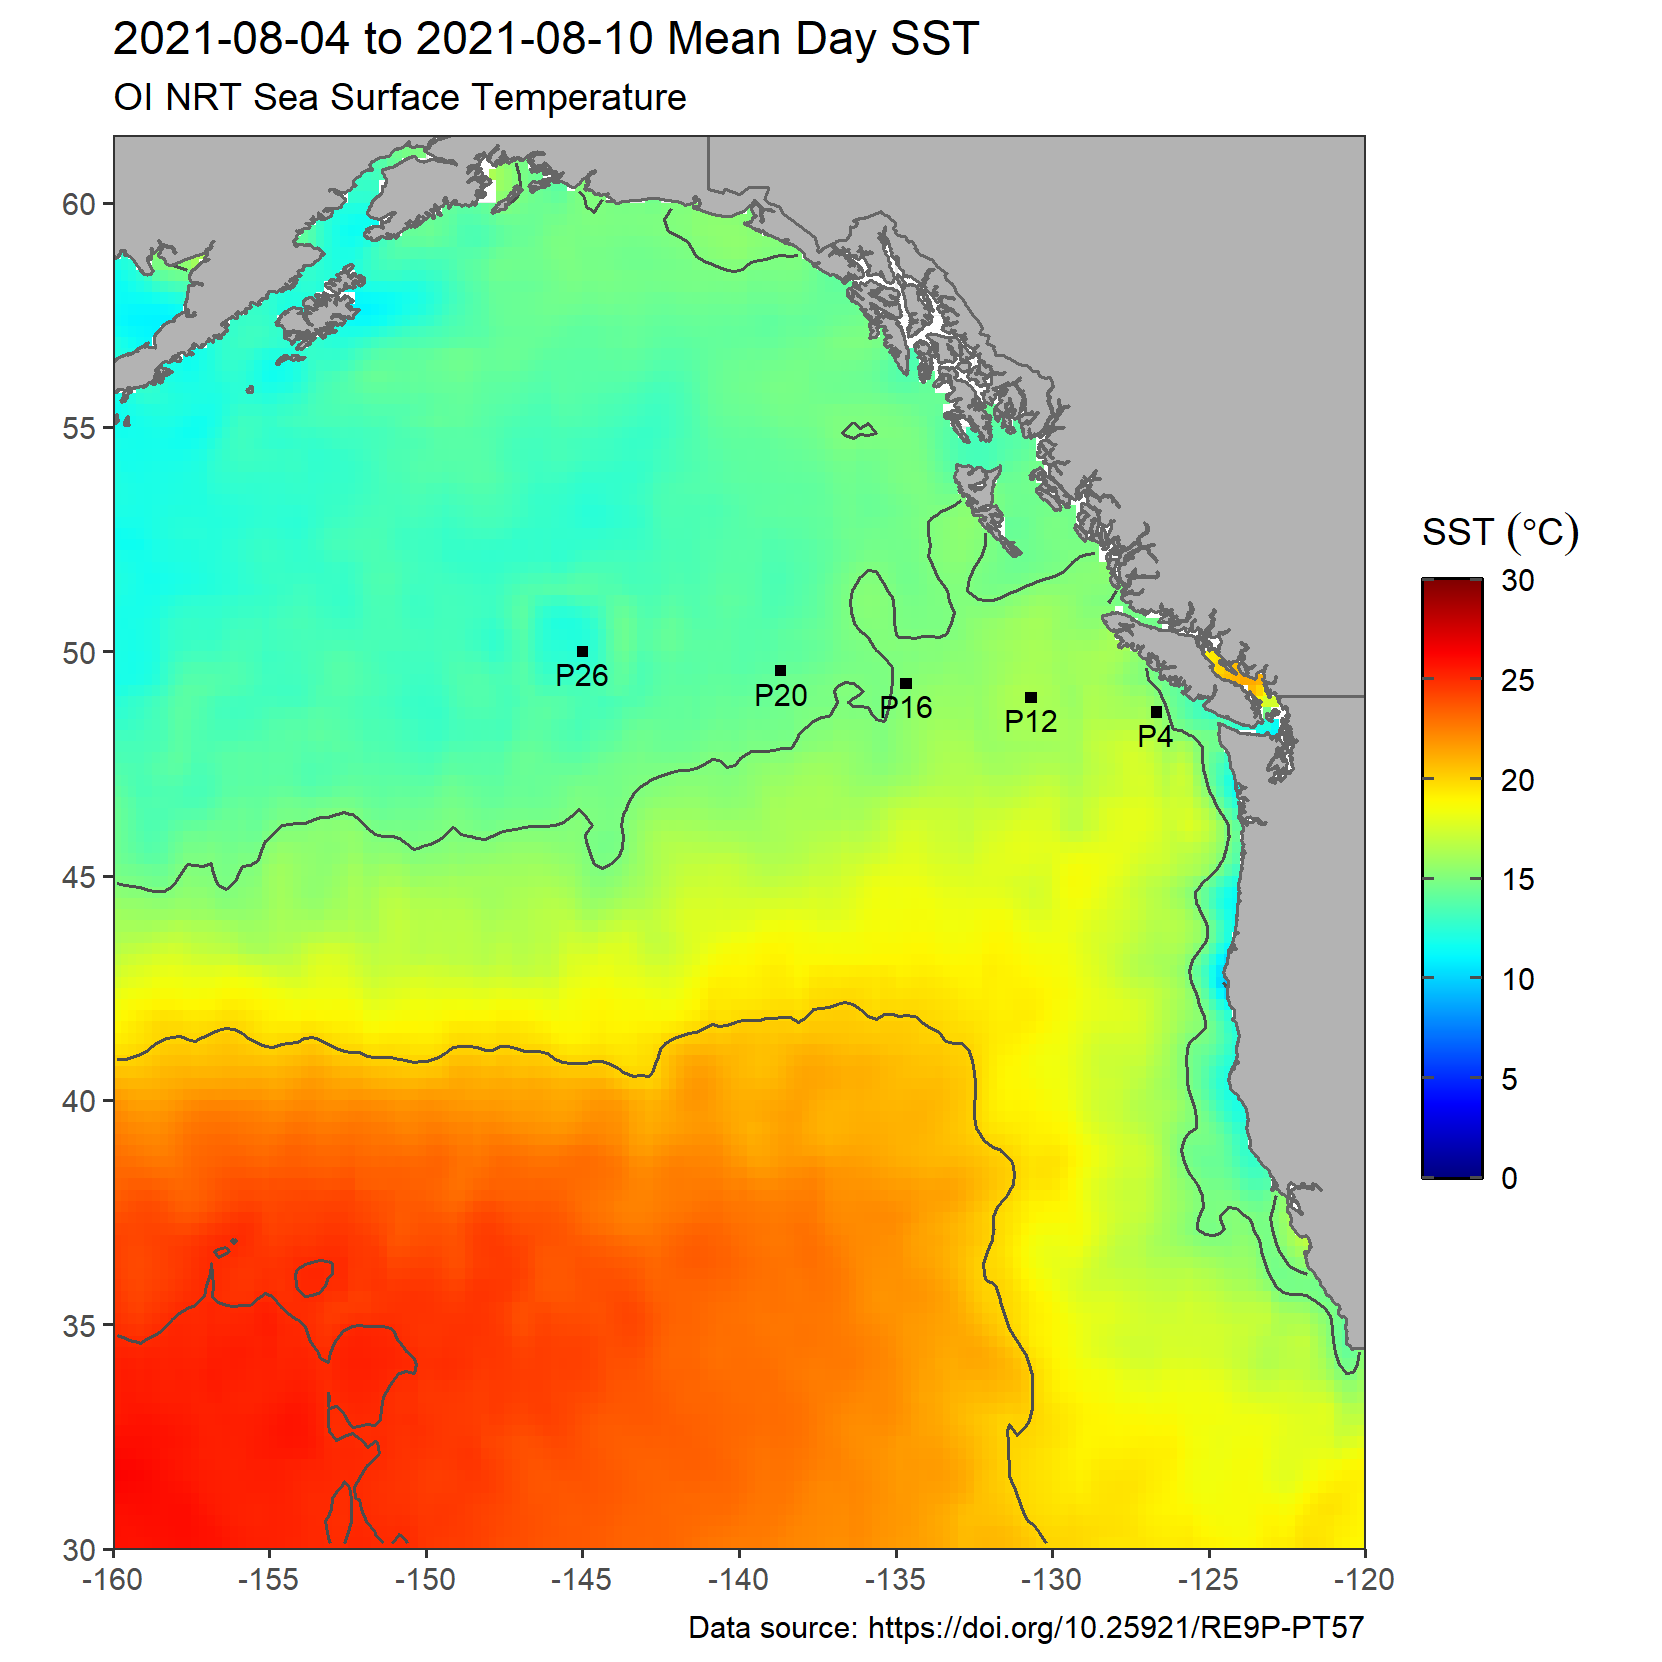 2021-08-04 to 2021-08-10 Mean Day SST
OI NRT Sea Surface Temperature
60
55
50
45
40
35
30
-160
-155
-150
-145
-140
-135
-130
-125
-120
P26
P20
P16
P12
P4
SST (°C)
30
25
20
15
10
5
0
Data source: https://doi.org/10.25921/RE9P-PT57